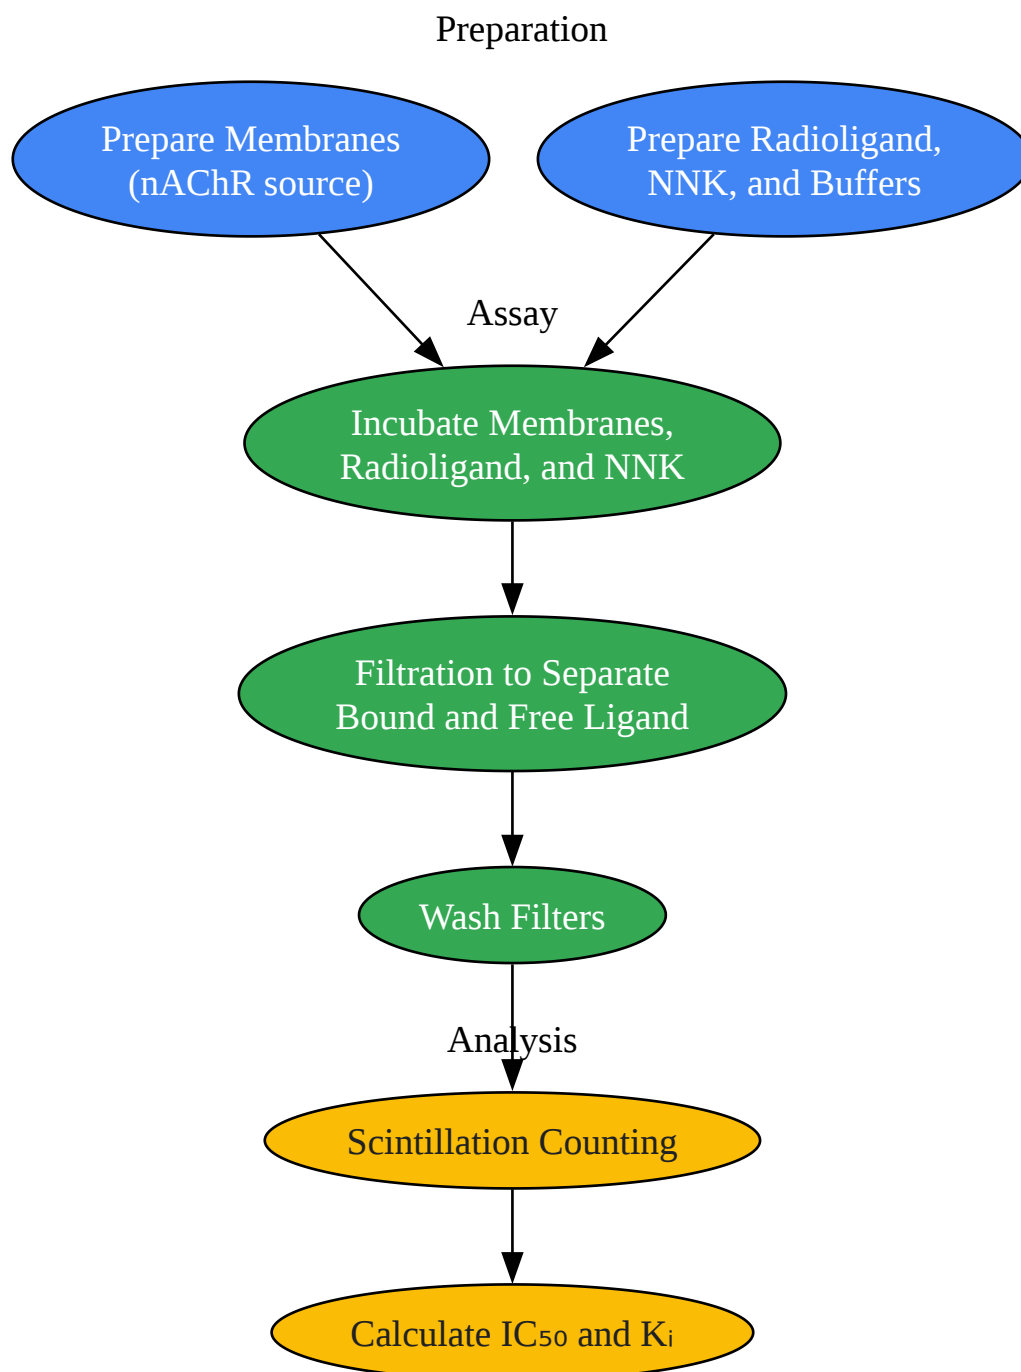 Preparation
Prepare Membranes
(nAChR source)
Prepare Radioligand,
NNK, and Buffers
Assay
Incubate Membranes,
Radioligand, and NNK
Filtration to Separate
Bound and Free Ligand
Wash Filters
Analysis
Scintillation Counting
Calculate IC₅₀ and Kᵢ